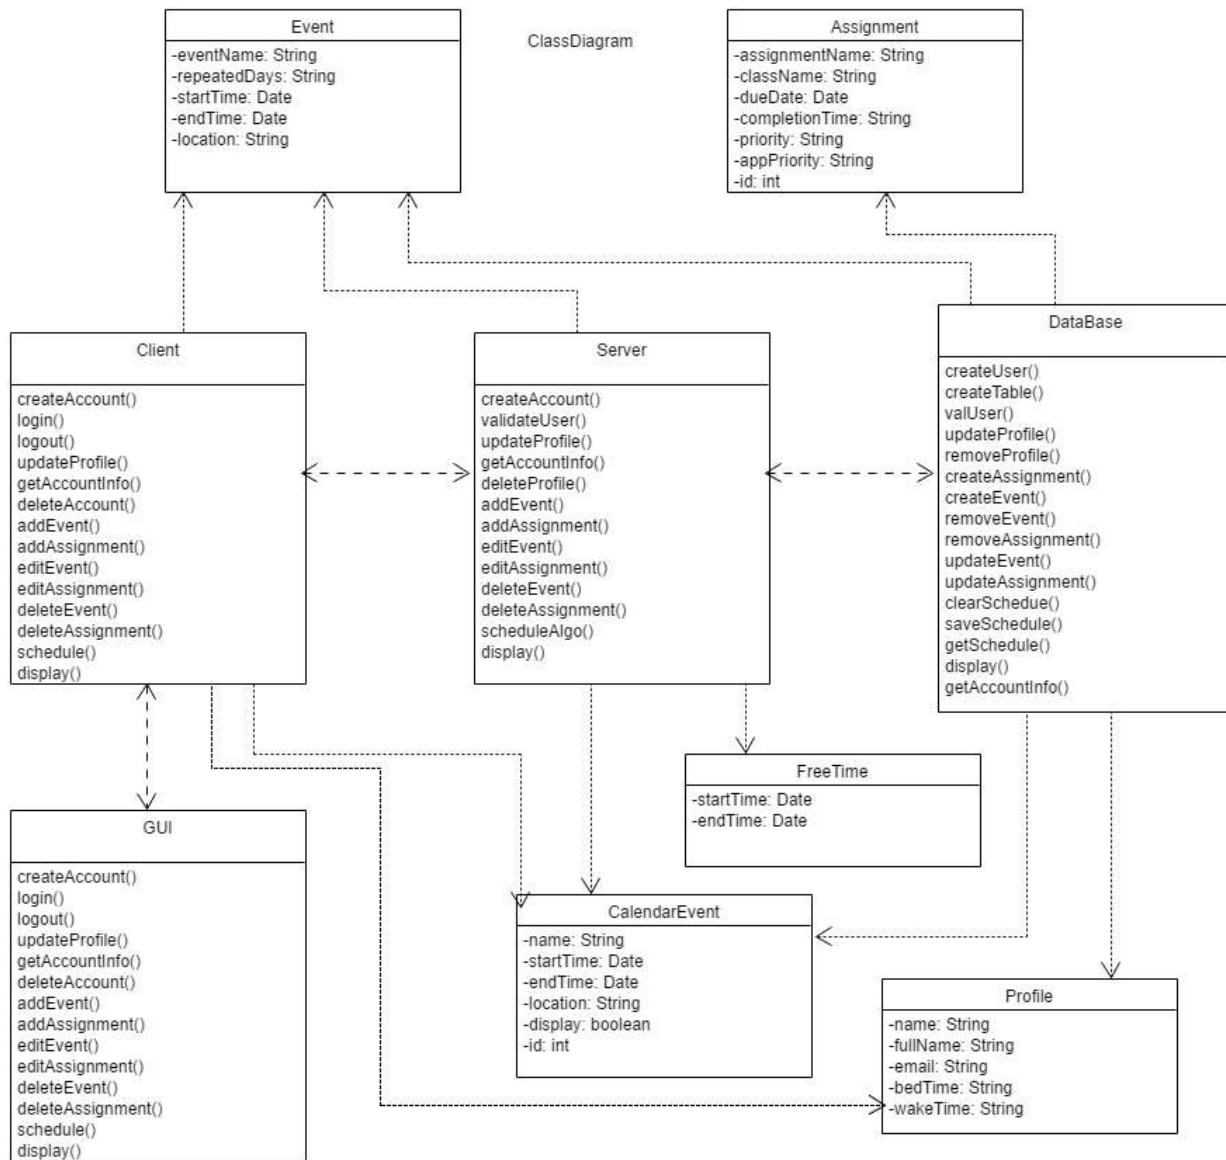 Event
-eventName: String
-repeatedDays: String
-startTime: Date
-endTime: Date
-location: String
ClassDiagram
Assignment
-assignmentName: String
-className: String
-dueDate: Date
-completionTime: String
-priority: String
-appPriority: String
-id: int
Client
createAccount()
login()
logout()
updateProfile()
getAccountInfo()
deleteAccount()
addEvent()
addAssignment()
editEvent()
editAssignment()
deleteEvent()
deleteAssignment()
schedule()
display()
Server
createAccount()
validateUser()
updateProfile()
getAccountInfo()
deleteProfile()
addEvent()
addAssignment()
editEvent()
editAssignment()
deleteEvent()
deleteAssignment()
scheduleAlgo()
display()
DataBase
createUser()
createTable()
valUser()
updateProfile()
removeProfile()
createAssignment()
createEvent()
removeEvent()
removeAssignment()
updateEvent()
updateAssignment()
clearSchedue()
saveSchedule()
getSchedule()
display()
getAccountInfo()
FreeTime
-startTime: Date
-endTime: Date
GUI
createAccount()
login()
logout()
updateProfile()
getAccountInfo()
deleteAccount()
addEvent()
addAssignment()
editEvent()
editAssignment()
deleteEvent()
deleteAssignment()
schedule()
display()
CalendarEvent
-name: String
-startTime: Date
-endTime: Date
-location: String
-display: boolean
-id: int
Profile
-name: String
-fullName: String
-email: String
-bedTime: String
-wakeTime: String